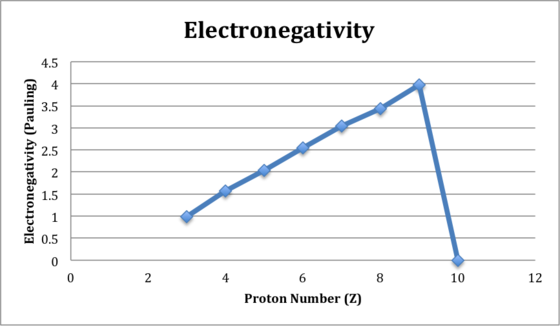 Electronegativity
Electronegativity (Pauling)
4.5
4
3.5
3
2.5
2
1.5
1
0.5
0
0 2 4 6 8 10 12
Proton Number (Z)